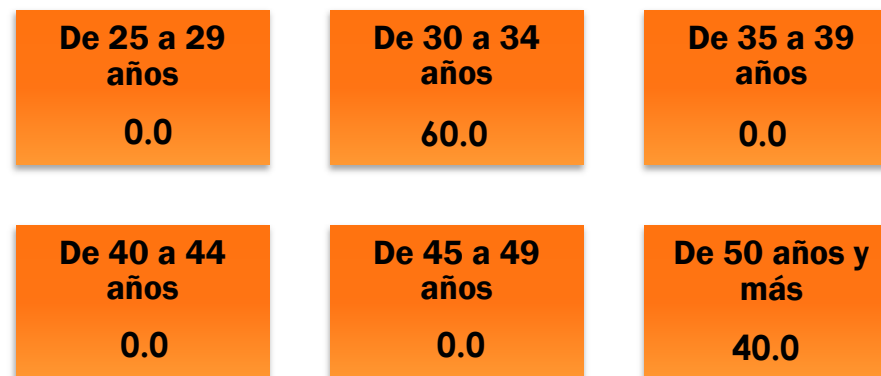 De 25 a 29
años
0.0
De 30 a 34
años
60.0
De 35 a 39
años
0.0
De 40 a 44
años
0.0
De 45 a 49
años
0.0
De 50 años y
más
40.0